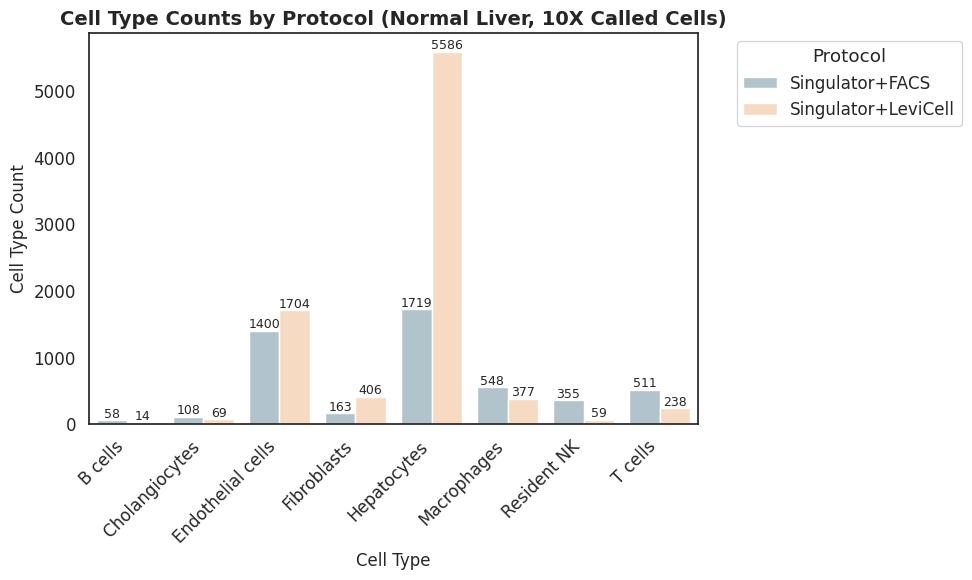 Cell Type Counts by Protocol (Normal Liver, 10X Called Cells)
Protocol
Singulator+FACS
Singulator+LeviCell
Cell Type Count
5000
4000
3000
2000
1000
0
58
14
108
69
1400
1704
163
406
1719
5586
548
377
355
59
511
238
B cells
Cholangiocytes
Endothelial cells
Fibroblasts
Hepatocytes
Macrophages
Resident NK
T cells
Cell Type